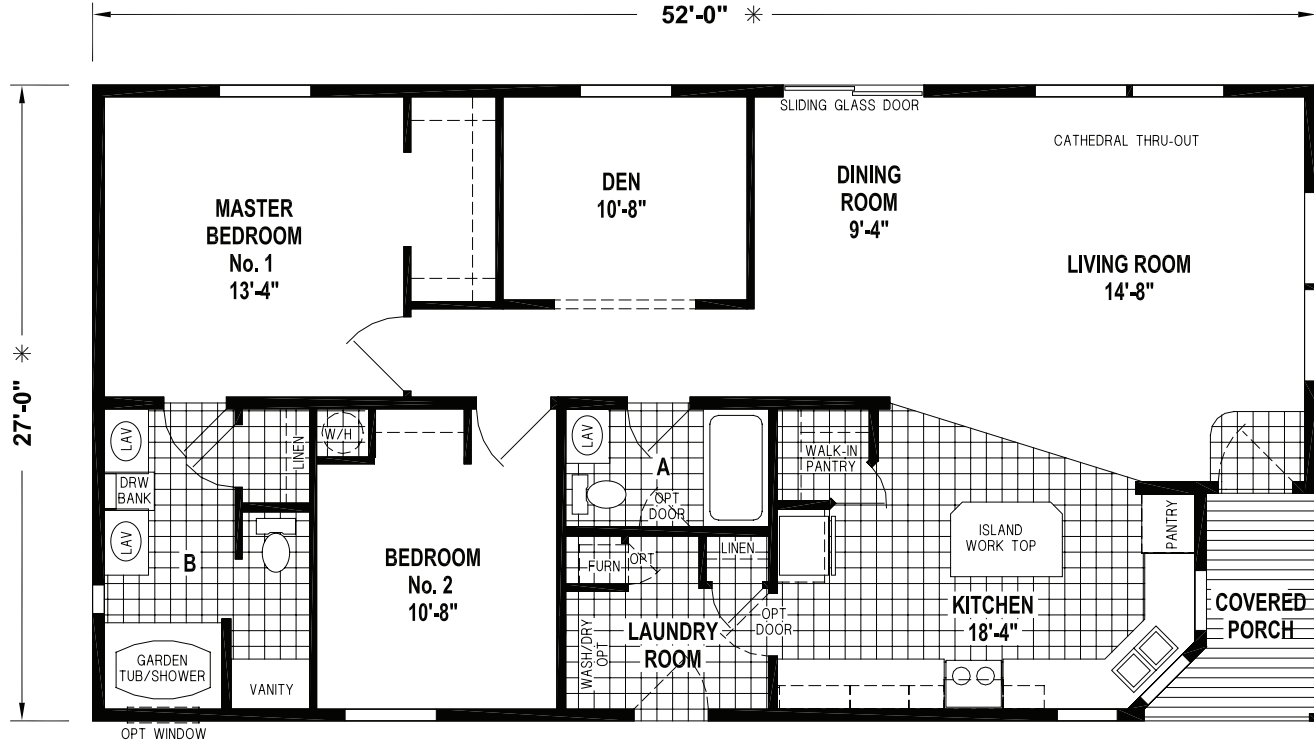 52'-0" ✳
27'-0" ✳
SLIDING GLASS DOOR
CATHEDRAL THRU-OUT
MASTER
BEDROOM
No. 1
13'-4"
DEN
10'-8"
DINING
ROOM
9'-4"
LIVING ROOM
14'-8"
LAV
DRW
BANK
LAV
B
LINEN
W/H
GARDEN
TUB/SHOWER
VANITY
OPT WINDOW
BEDROOM
No. 2
10'-8"
LAV
A
OPT
DOOR
FURN
OPT
LINEN
WASH/DRY
OPT
LAUNDRY
ROOM
OPT
DOOR
WALK-IN
PANTRY
ISLAND
WORK TOP
PANTRY
KITCHEN
18'-4"
COVERED
PORCH